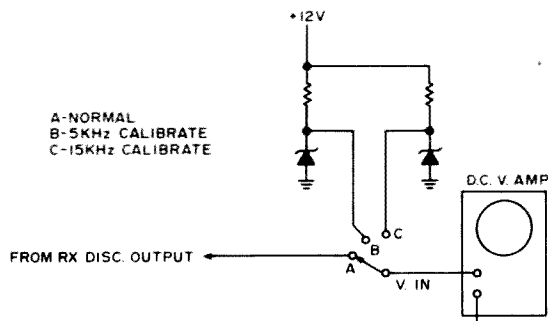 +12V
A-NORMAL
B-5KHz CALIBRATE
C-15KHz CALIBRATE
D.C. V. AMP
C
B
FROM RX DISC. OUTPUT
A
V. IN